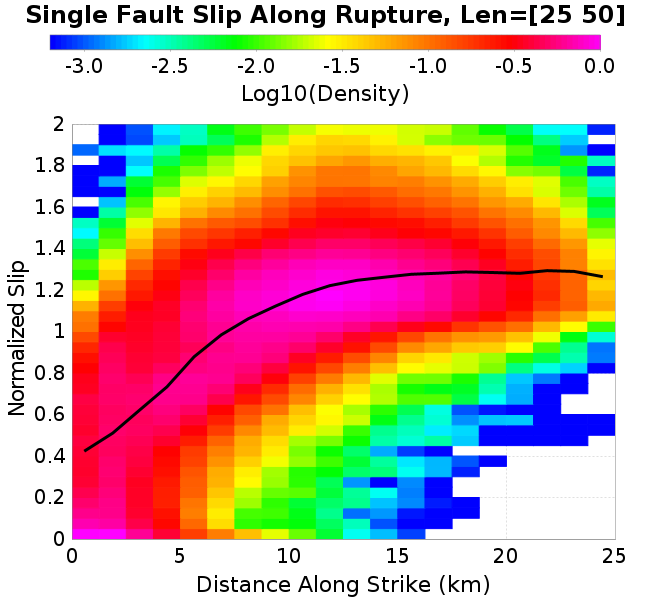 Single Fault Slip Along Rupture, Len=[25 50]
-3.0 -2.5 -2.0 -1.5 -1.0 -0.5 0.0
Log10(Density)
2
1.8
1.6
1.4
1.2
1
0.8
0.6
0.4
0.2
0
Normalized Slip
0 5 10 15 20 25
Distance Along Strike (km)